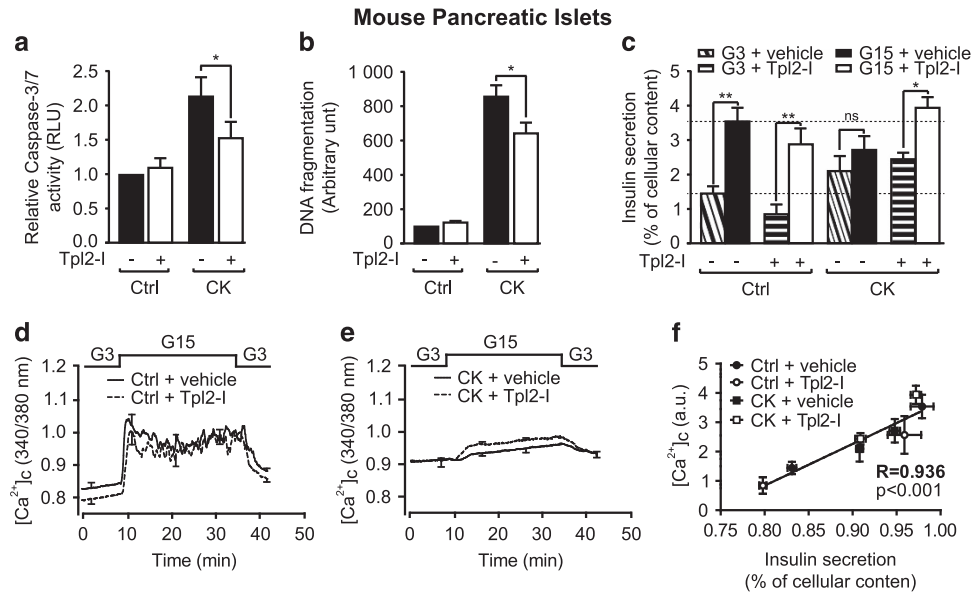 Mouse Pancreatic Islets
a
Relative Caspase-3/7
activity (RLU)
2.5
2.0
1.5
1.0
0.5
0.0
*
Tpl2-I
- + - +
Ctrl CK
b
DNA fragmentation
(Arbitrary unt)
1 000
800
600
400
200
0
*
Tpl2-I
- + - +
Ctrl CK
c
G3 + vehicle G15 + vehicle
G3 + Tpl2-I G15 + Tpl2-I
Insulin secretion
(% of cellular content)
5
4
3
2
1
0
** ** ns *
Tpl2-I
- - + + - - + +
Ctrl CK
d
G15
G3 G3
Ctrl + vehicle
Ctrl + Tpl2-I
[Ca2+]c (340/380 nm)
1.2
1.1
1.0
0.9
0.8
0 10 20 30 40 50
Time (min)
e
G15
G3 G3
CK + vehicle
CK + Tpl2-I
[Ca2+]c (340/380 nm)
1.2
1.1
1.0
0.9
0.8
0 10 20 30 40 50
Time (min)
f
Ctrl + vehicle
Ctrl + Tpl2-I
CK + vehicle
CK + Tpl2-I
[Ca2+]c (a.u.)
5
4
3
2
1
0
R=0.936
p<0.001
0.75 0.80 0.85 0.90 0.95 1.00
Insulin secretion
(% of cellular conten)